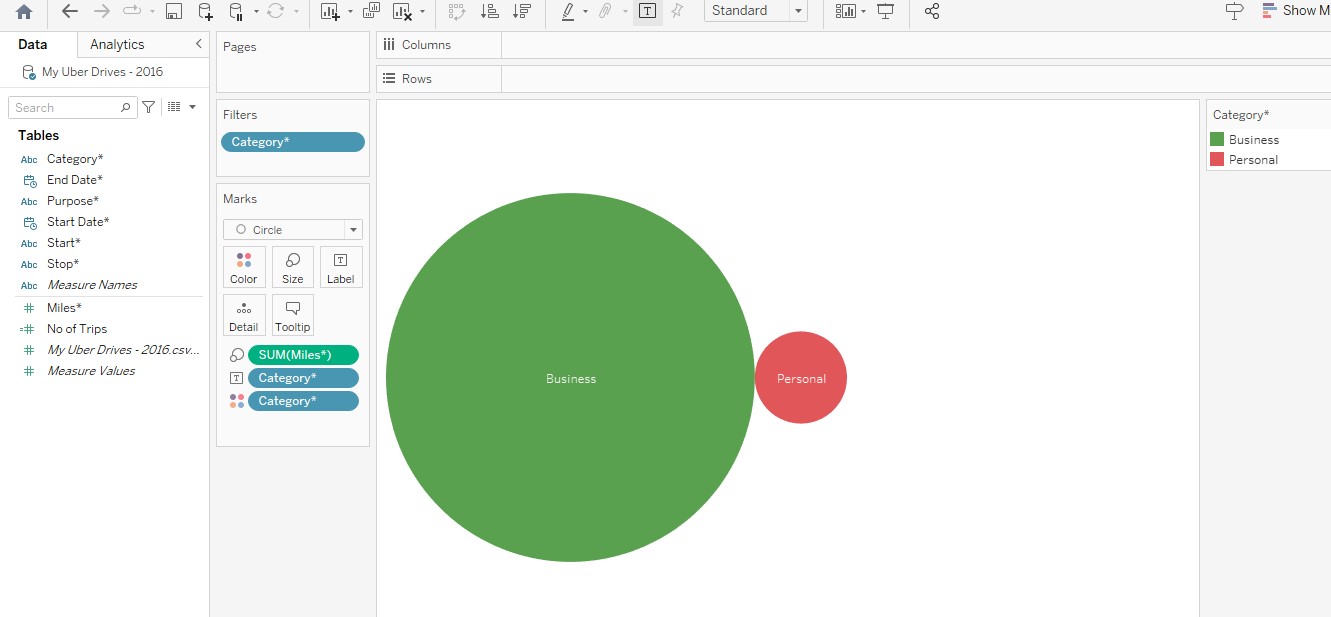 Standard
Show M
Data
Analytics
My Uber Drives - 2016
Search
Tables
Abc Category*
End Date*
Abc Purpose*
Start Date*
Abc Start*
Abc Stop*
Abc Measure Names
Miles*
No of Trips
My Uber Drives - 2016.csv...
Measure Values
Pages
Filters
Category*
Marks
Circle
Color
Size
Label
Detail
Tooltip
SUM(Miles*)
Category*
Category*
Columns
Rows
Business
Personal
Category*
Business
Personal